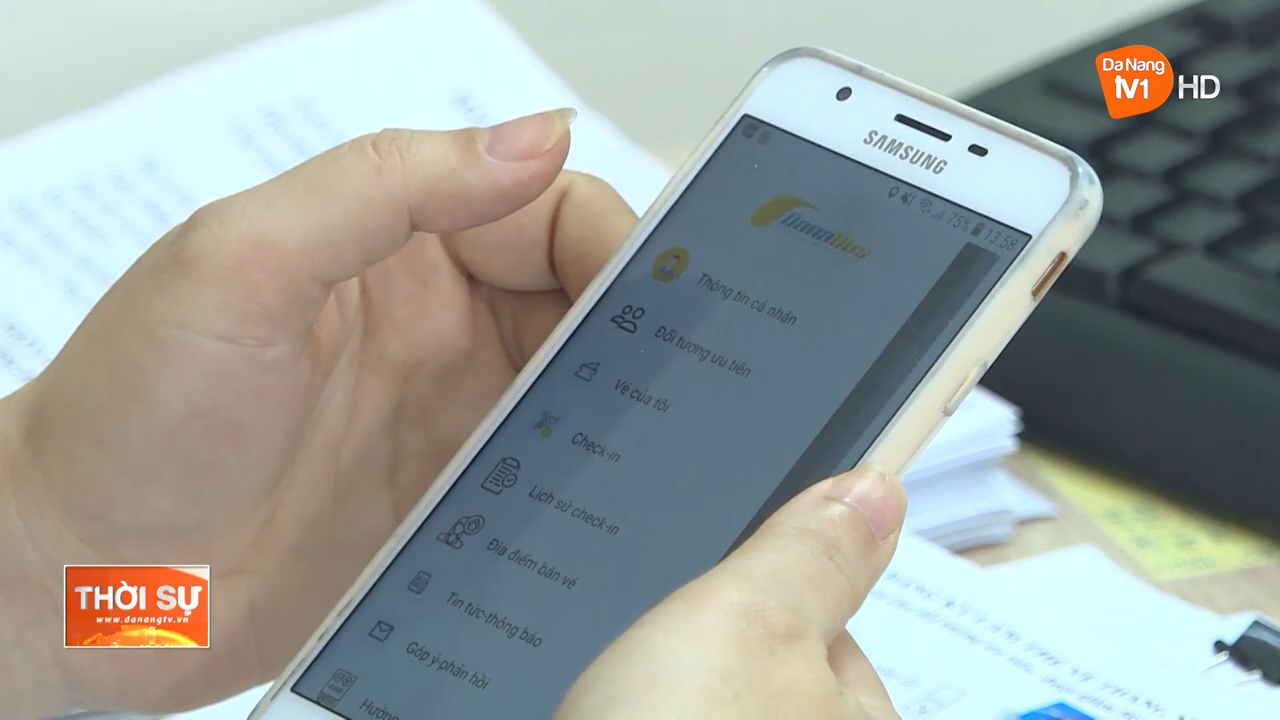 Da Nang
TV1 HD
SAMSUNG
75% 13:58
DanaBus
Thông tin cá nhân
Đối tượng ưu tiên
Vé của tôi
Check-in
Lịch sử check-in
Địa điểm bán vé
Tin tức-thông báo
Góp ý-phản hồi
Hướng
THỜI SỰ
www.danangtv.vn